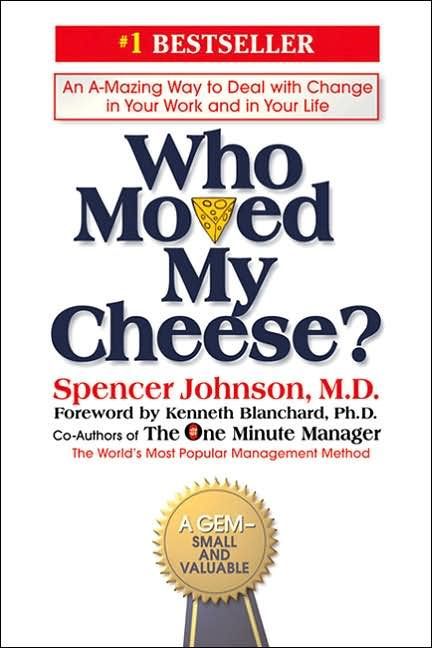 #1 BESTSELLER
An A-Mazing Way to Deal with Change
in Your Work and in Your Life
Who
Moved
My
Cheese?
Spencer Johnson, M.D.
Foreword by Kenneth Blanchard, Ph.D.
Co-Authors of The One Minute Manager
The World's Most Popular Management Method
A GEM–
SMALL
AND
VALUABLE